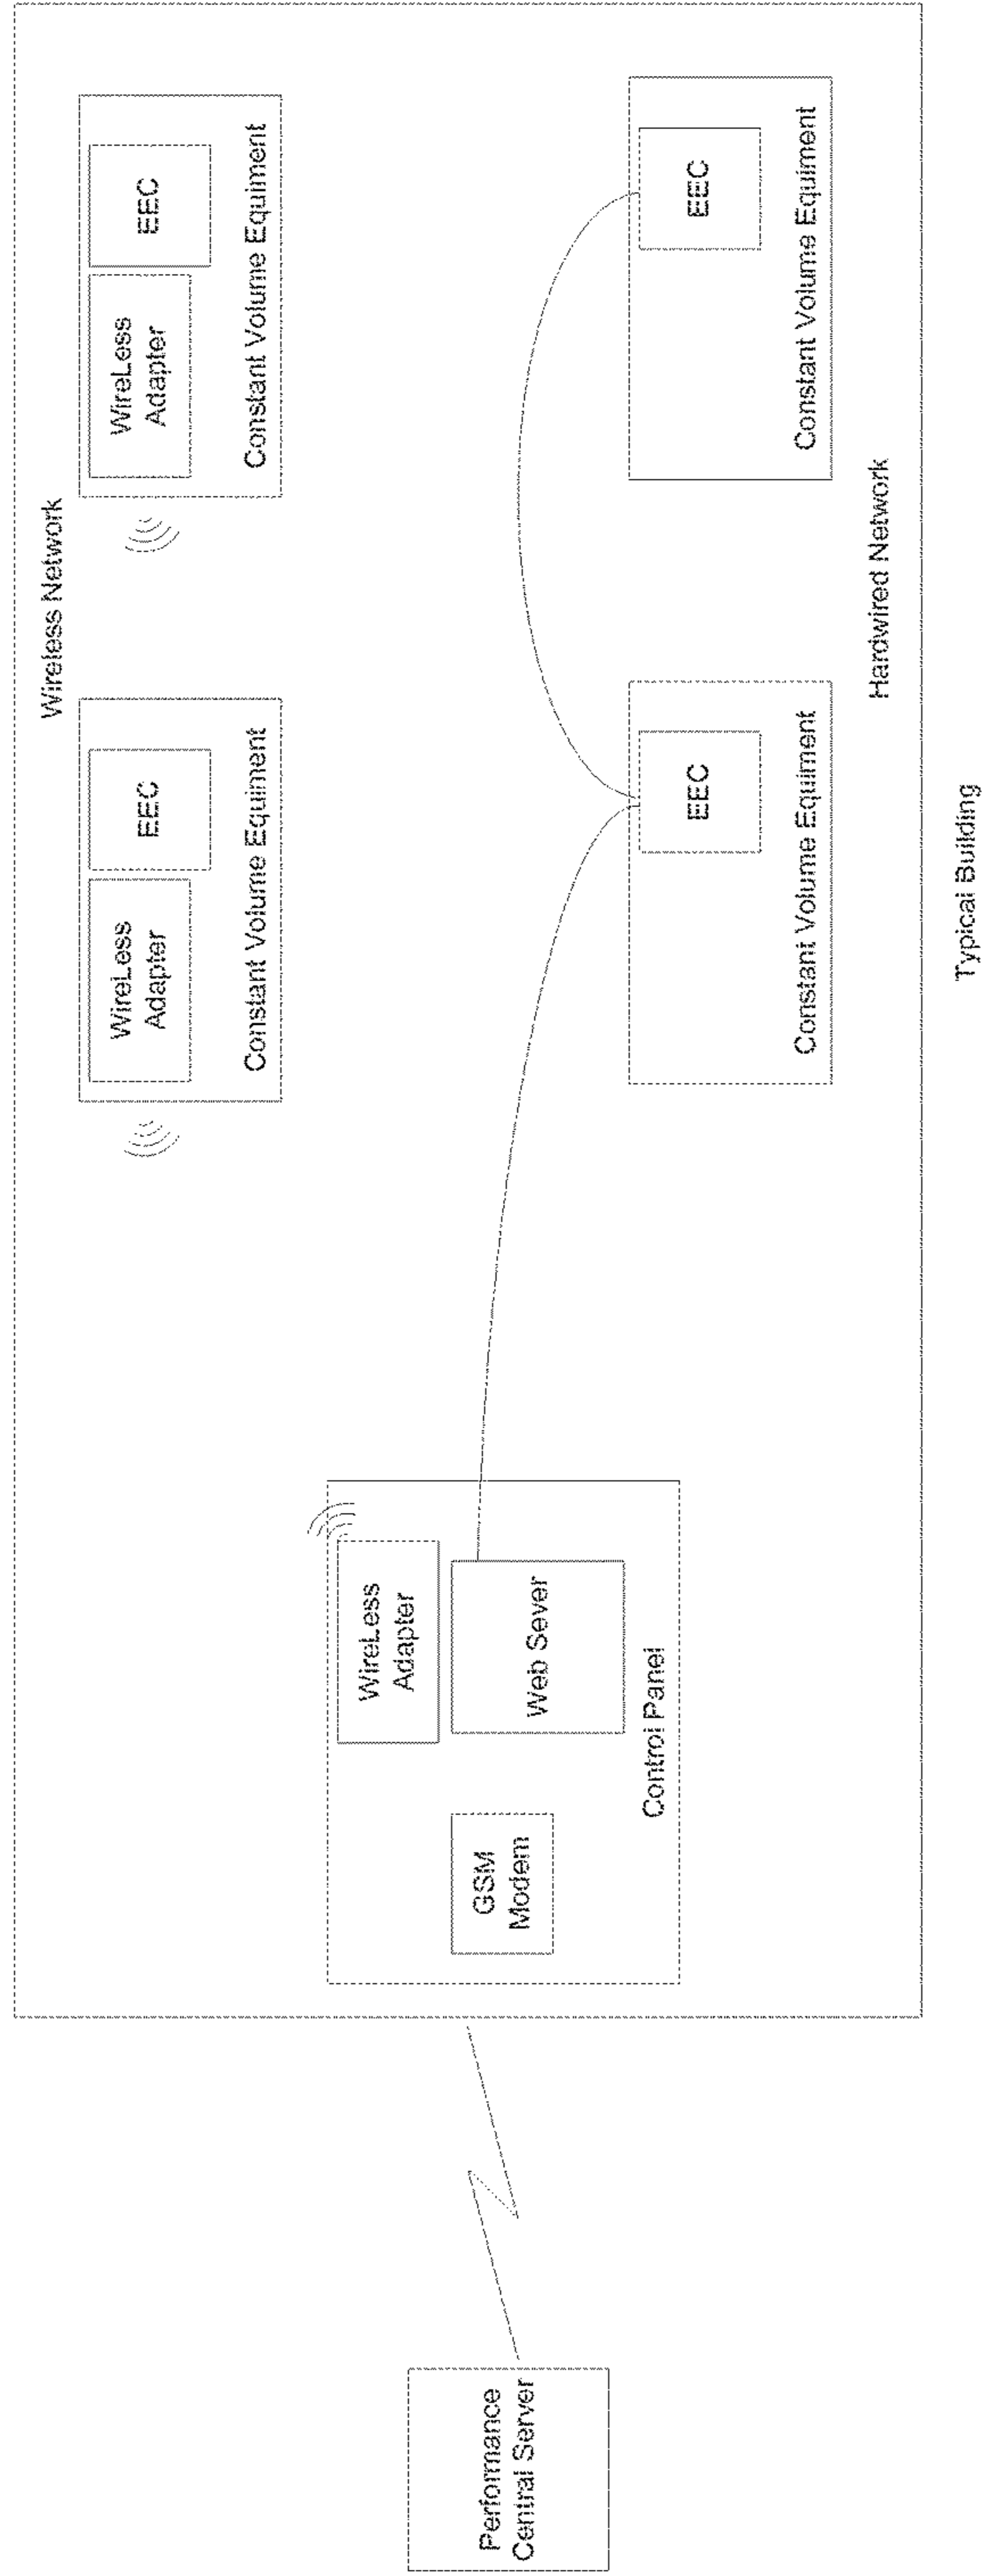 Wireless Network
WireLess
Adapter
EEC
Constant Volume Equiment
WireLess
Adapter
EEC
Constant Volume Equiment
WireLess
Adapter
GSM
Modem
Web Sever
Control Panel
Performance
Central Server
EEC
Constant Volume Equiment
EEC
Constant Volume Equiment
Hardwired Network
Typical Building